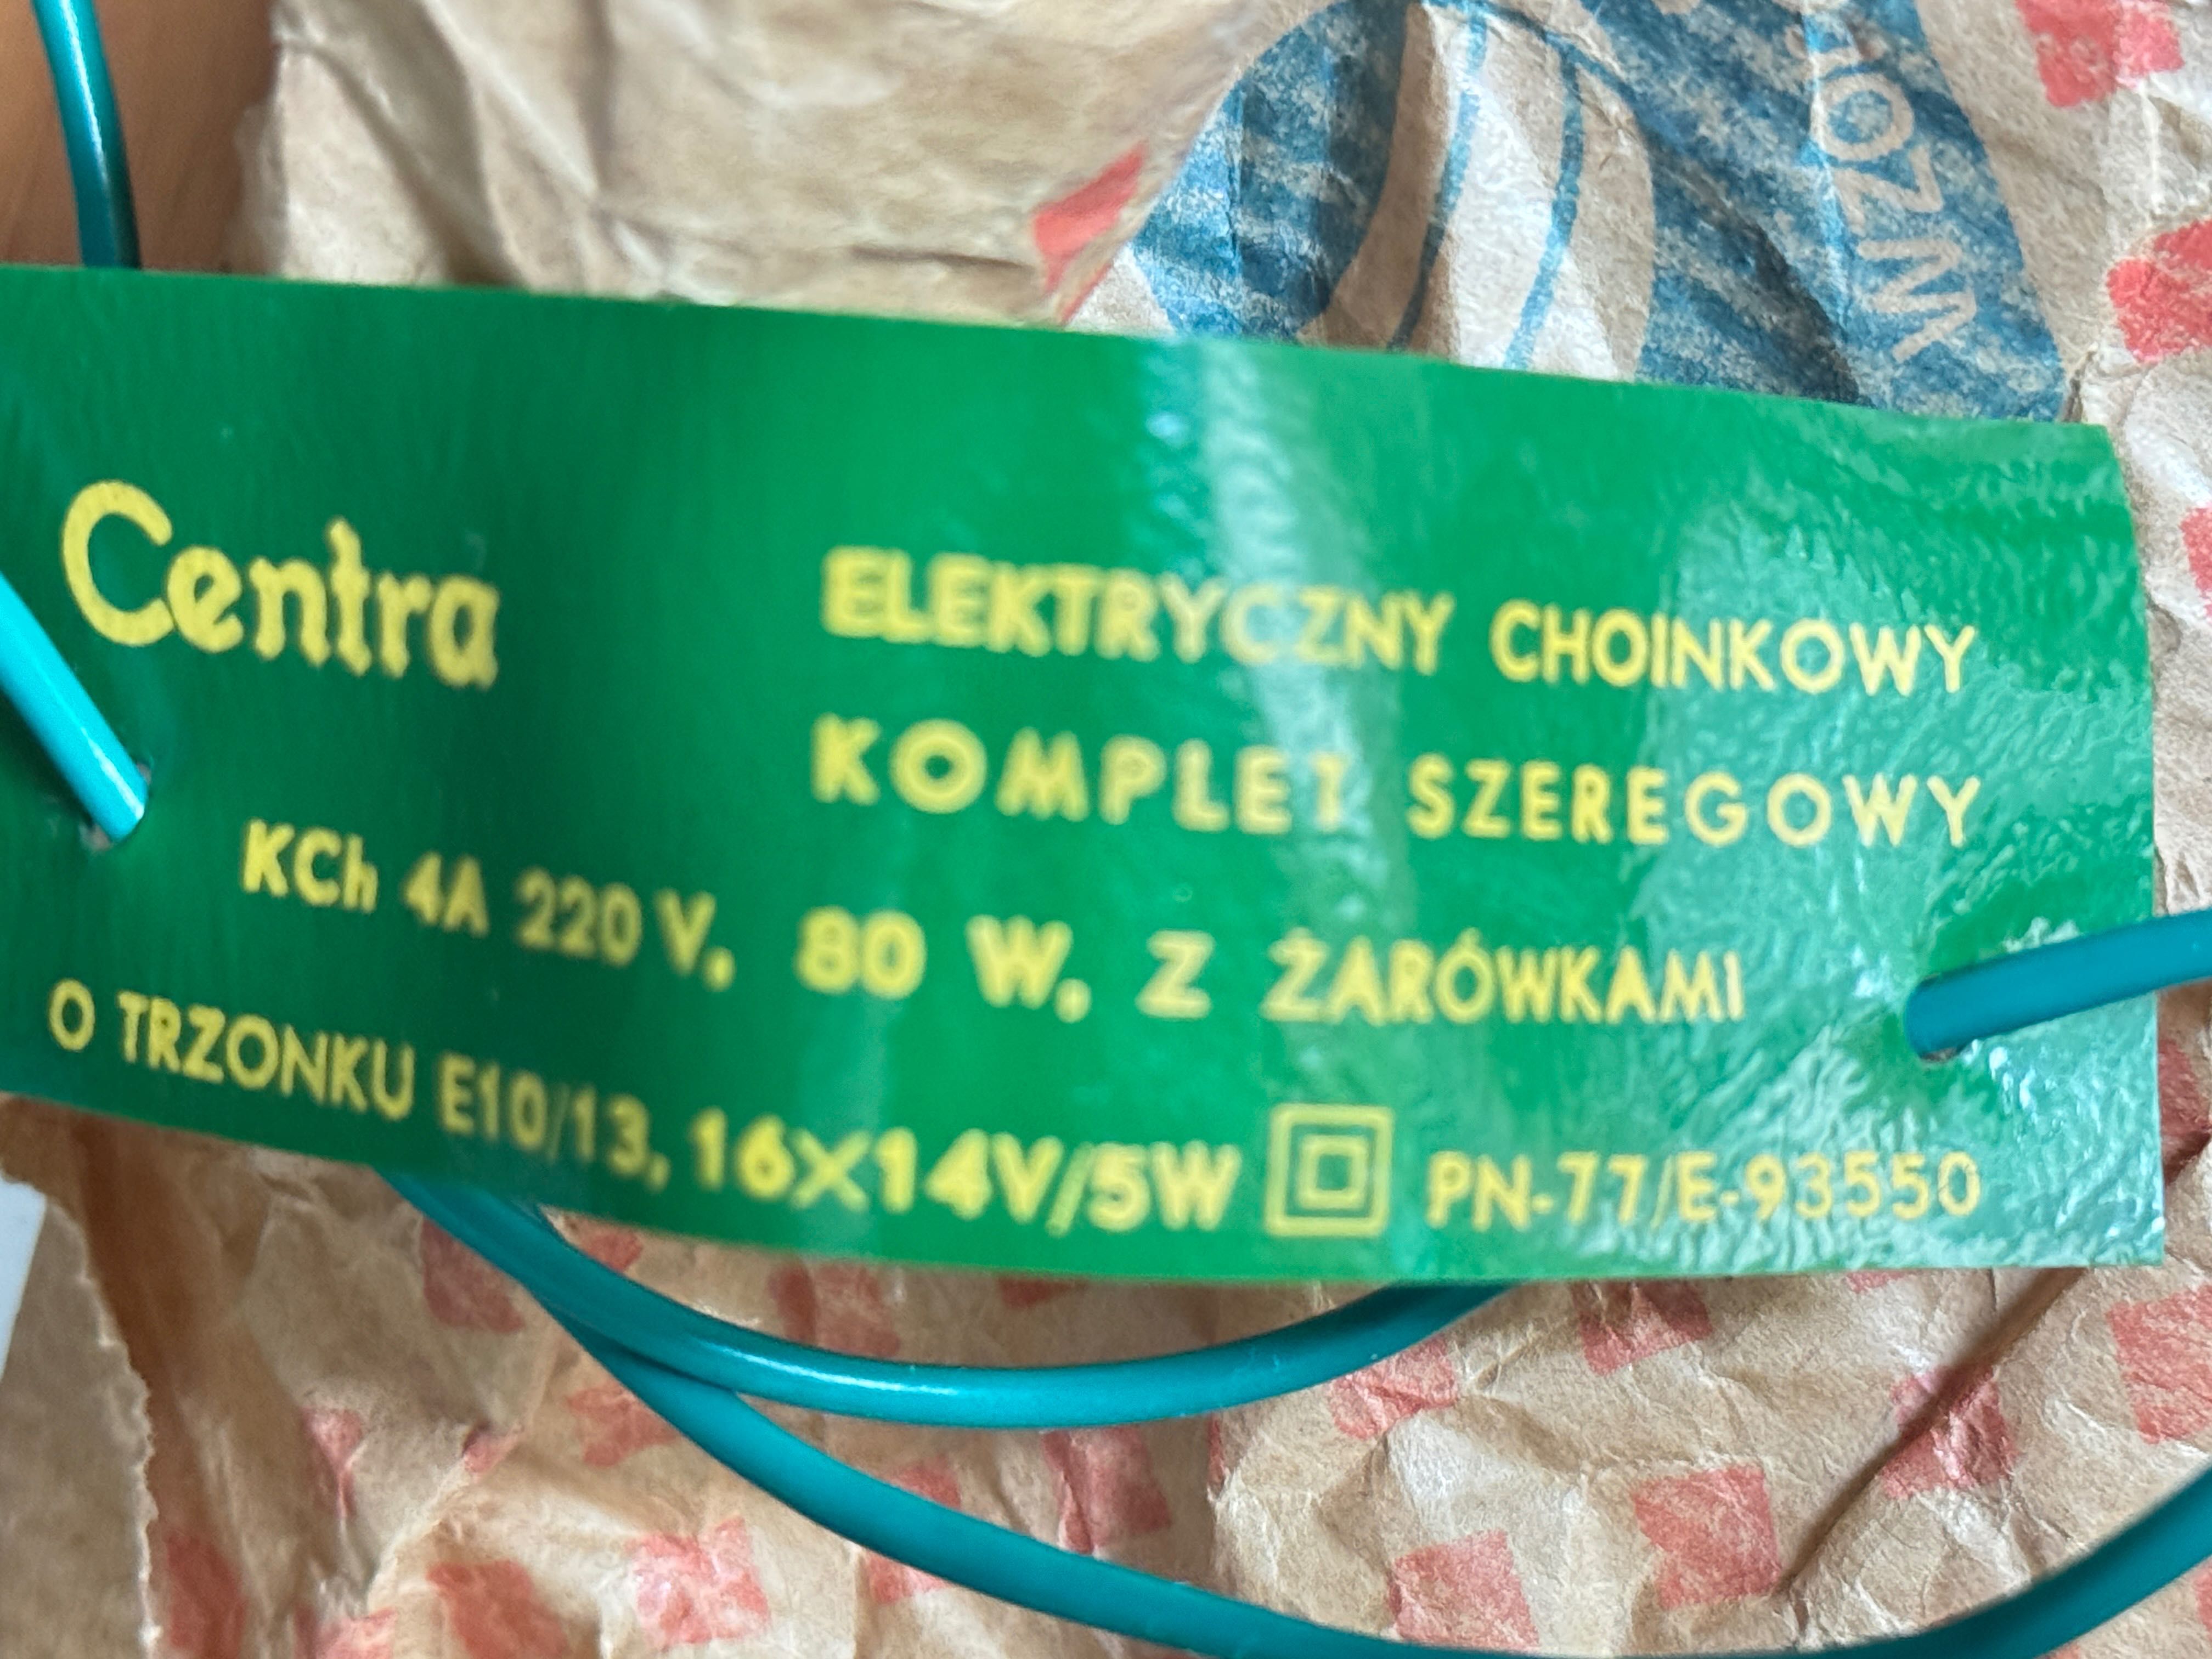 Centra
ELEKTRYCZNY CHOINKOWY
KOMPLET SZEREGOWY
KCh 4A 220 V, 80 W, Z ŻARÓWKAMI
O TRZONKU E10/13, 16×14V/5W PN-77/E-93550